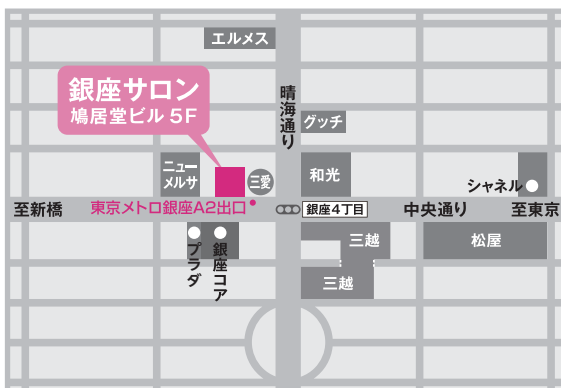 エルメス
銀座サロン
鳩居堂ビル 5F
晴海通り
グッチ
ニュー
メルサ
三愛
和光
シャネル
至新橋
東京メトロ銀座A2出口
銀座4丁目
中央通り
至東京
プラダ
銀座コア
三越
松屋
三越